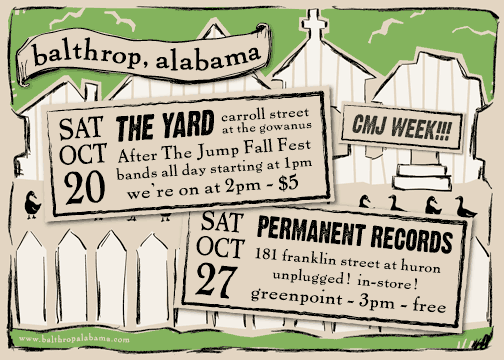 balthrop, alabama
SAT
OCT
20
THE YARD
carroll street
at the gowanus
After The Jump Fall Fest
bands all day starting at 1pm
we're on at 2pm - $5
CMJ WEEK!!!
SAT
OCT
27
PERMANENT RECORDS
181 franklin street at huron
unplugged! in-store!
greenpoint - 3pm - free
www.balthropalabama.com